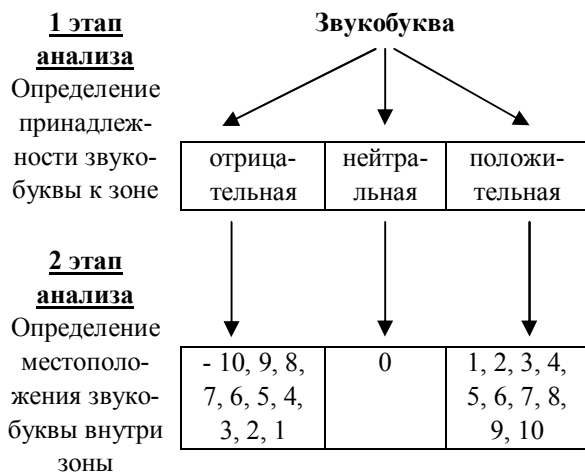 1 этап
анализа
Определение
принадлеж-
ности звуко-
буквы к зоне
Звукобуква
отрица-
тельная
нейтра-
льная
положи-
тельная
2 этап
анализа
Определение
местополо-
жения звуко-
буквы внутри
зоны
- 10, 9, 8,
7, 6, 5, 4,
3, 2, 1
0
1, 2, 3, 4,
5, 6, 7, 8,
9, 10